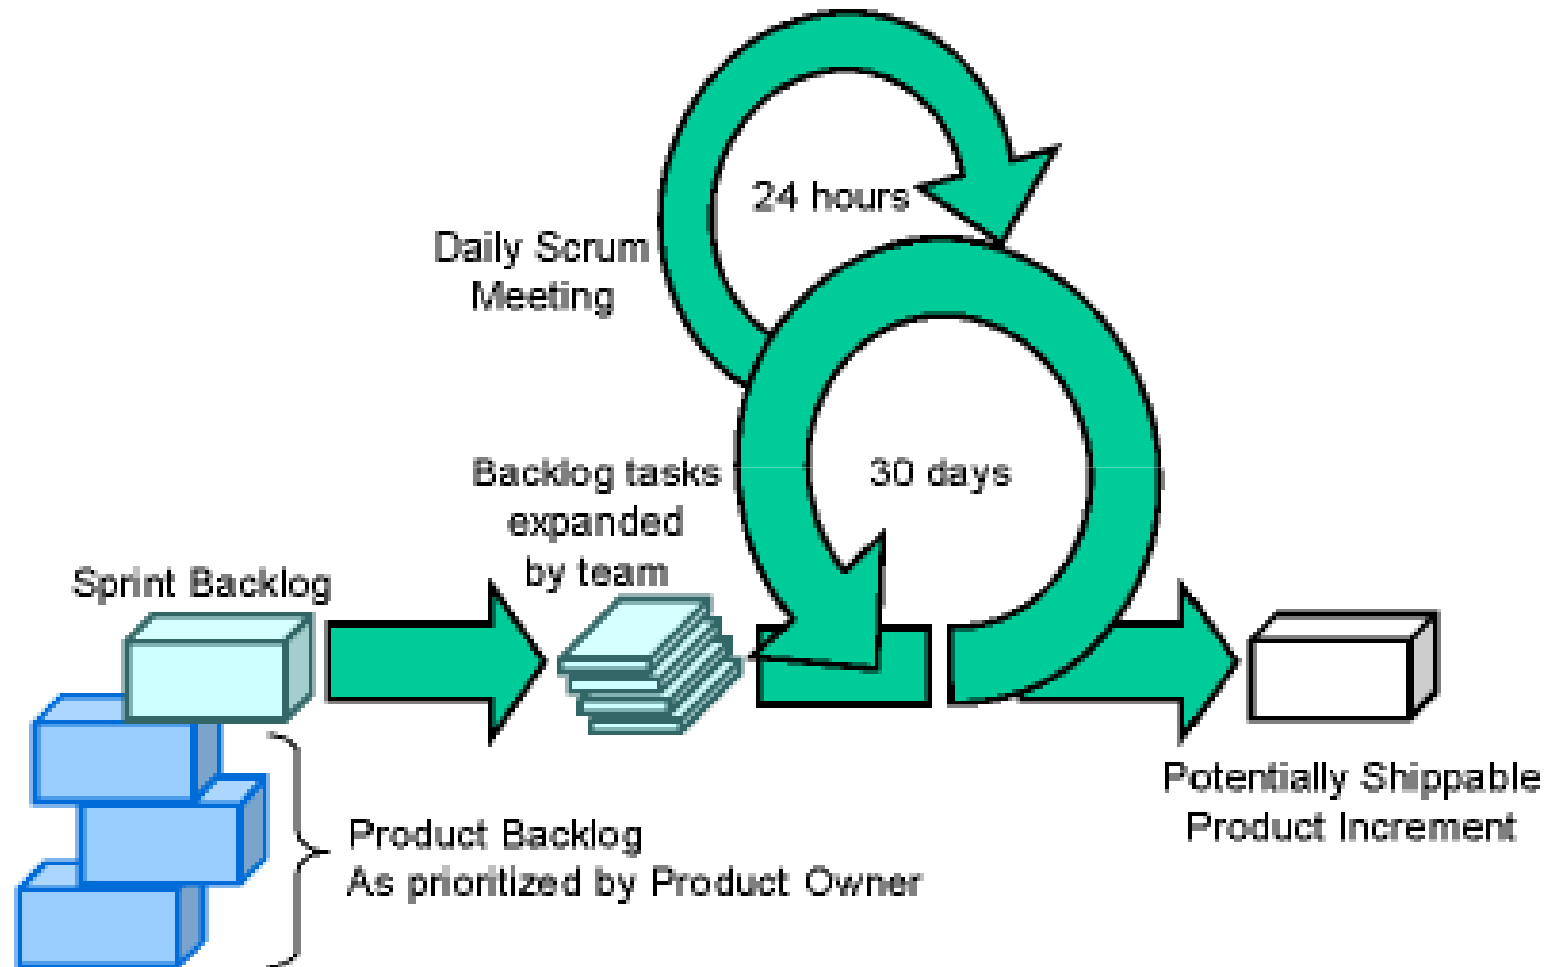 24 hours
Daily Scrum
Meeting
Backlog tasks
expanded
by team
30 days
Sprint Backlog
Potentially Shippable
Product Increment
Product Backlog
As prioritized by Product Owner